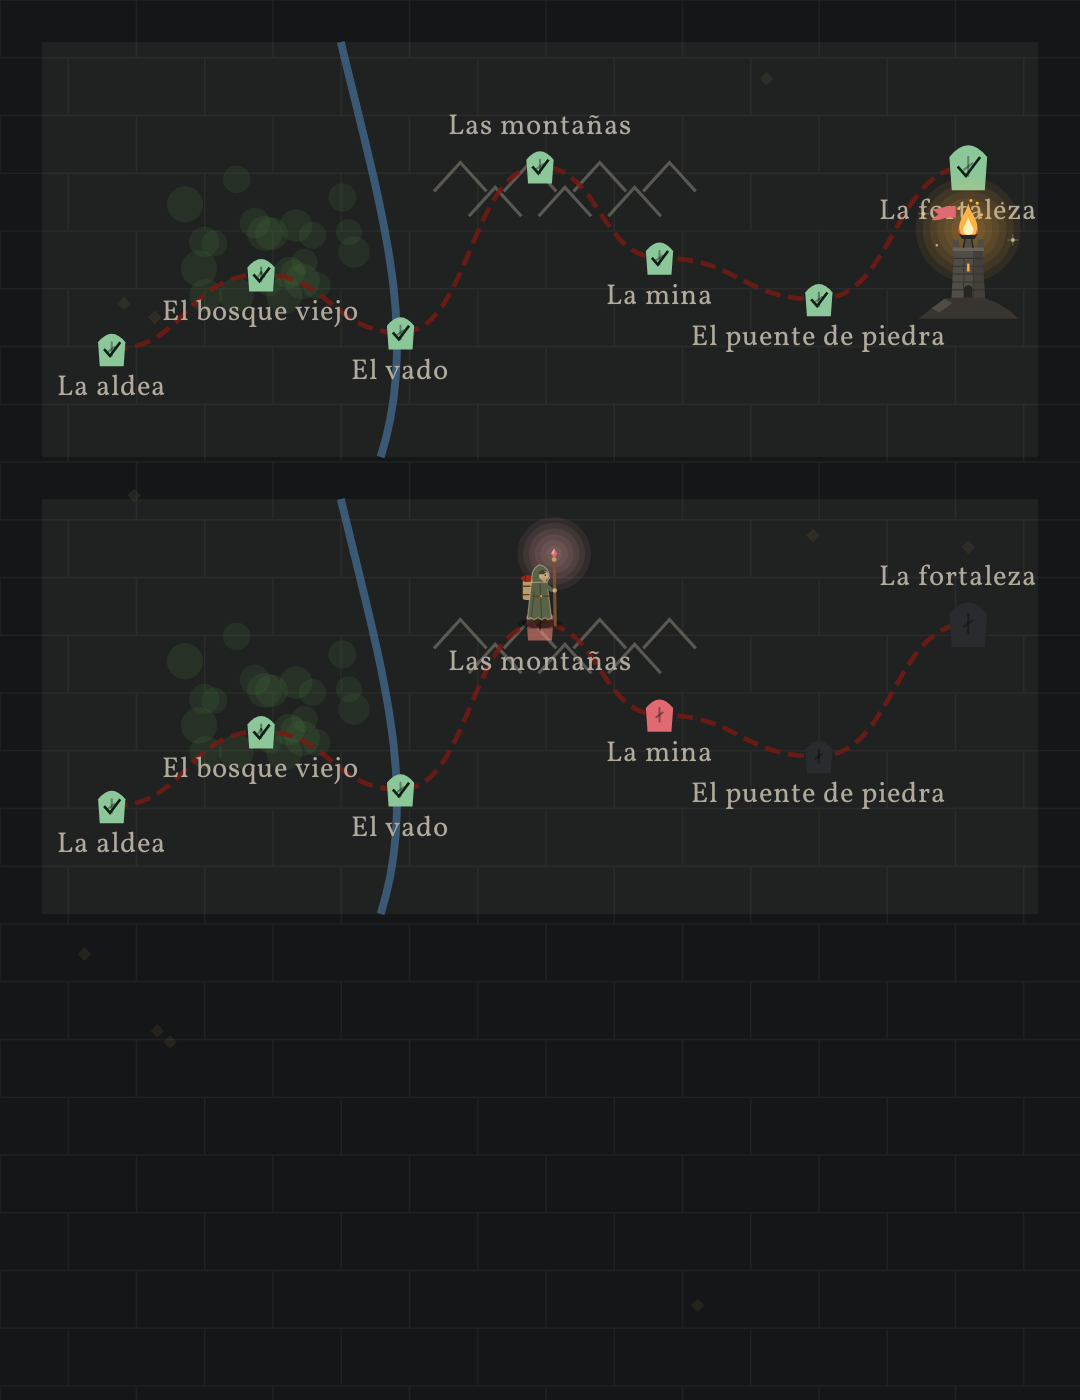 Las montañas
La fortaleza
La mina
El bosque viejo
El puente de piedra
El vado
La aldea
La fortaleza
Las montañas
La mina
El bosque viejo
El puente de piedra
El vado
La aldea